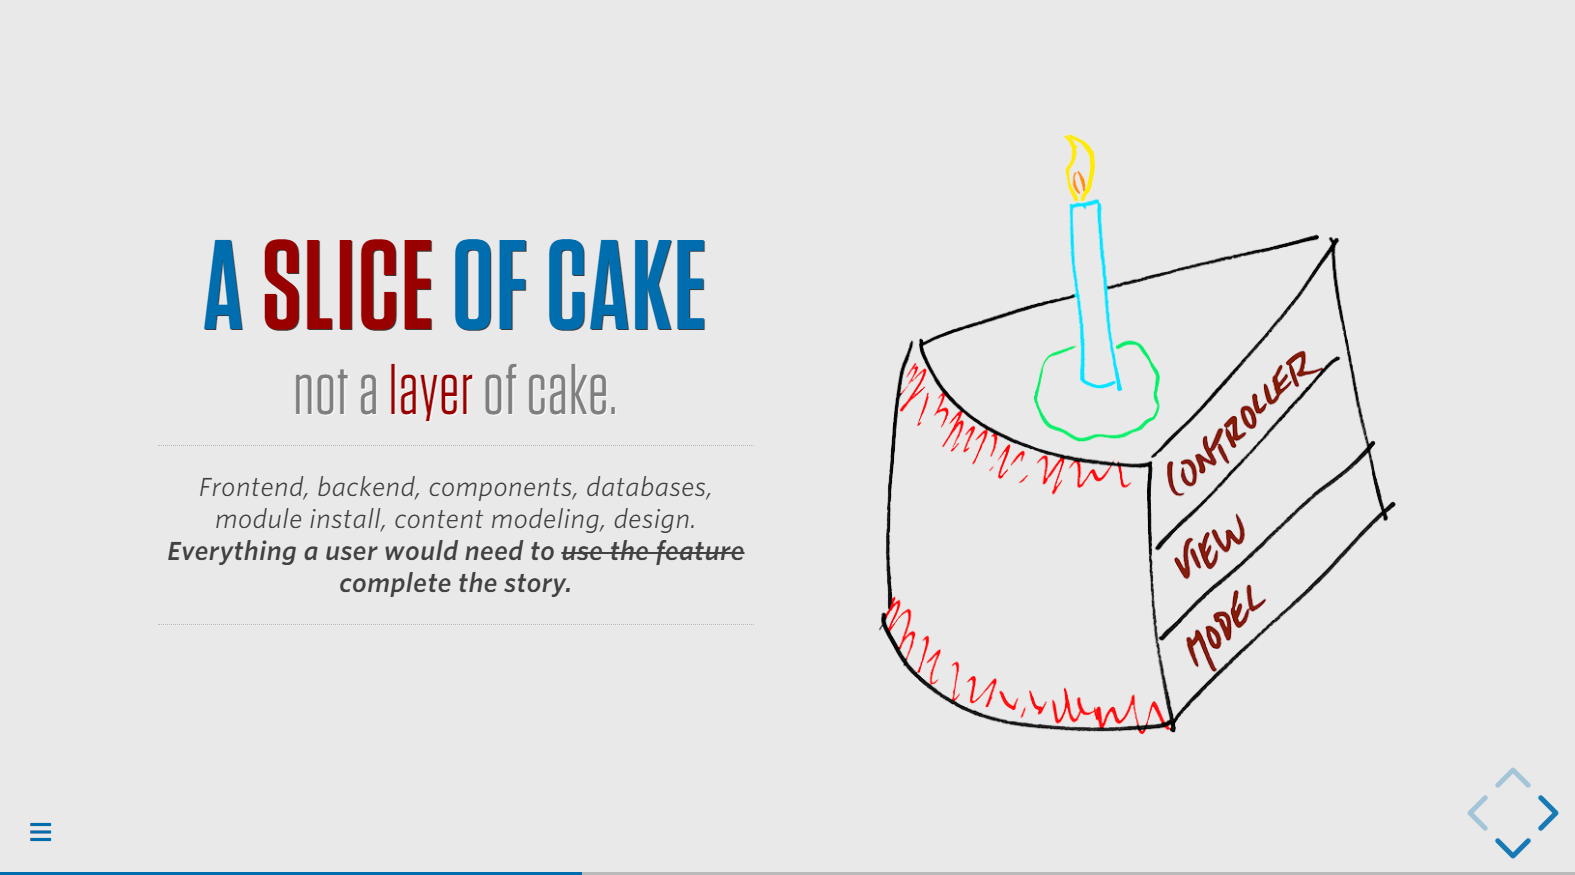 A SLICE OF CAKE
not a layer of cake.
Frontend, backend, components, databases,
module install, content modeling, design.
Everything a user would need to use the feature
complete the story.
CONTROLLER
VIEW
MODEL